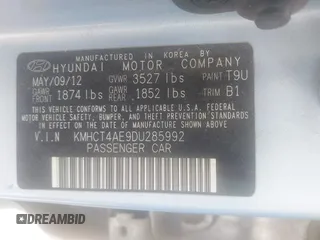 MANUFACTURED IN KOREA BY
HYUNDAI MOTOR COMPANY
MAY/09/12 GVWR 3527 lbs PAINT T9U
GAWR FRONT 1874 lbs GAWR REAR 1852 lbs TRIM B1
THIS VEHICLE CONFORMS TO ALL APPLICABLE
U.S. FEDERAL MOTOR VEHICLE SAFETY, BUMPER,
AND THEFT PREVENTION STANDARDS IN EFFECT
ON THE DATE OF MANUFACTURE SHOWN ABOVE.
V.I.N KMHCT4AE9DU285992
PASSENGER CAR
© DREAMBID.COM